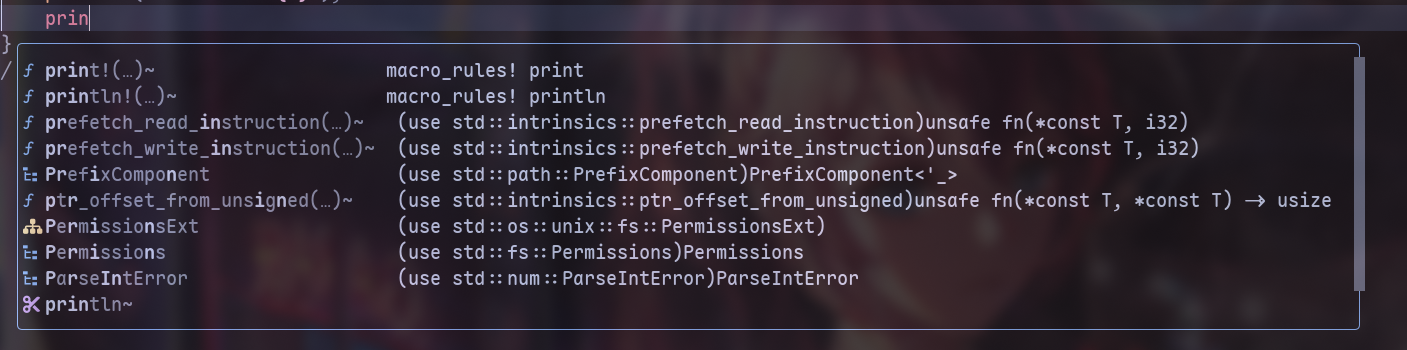 prin
}
/
print!(…)~ macro_rules! print
println!(…)~ macro_rules! println
prefetch_read_instruction(…)~ (use std::intrinsics::prefetch_read_instruction)unsafe fn(*const T, i32)
prefetch_write_instruction(…)~ (use std::intrinsics::prefetch_write_instruction)unsafe fn(*const T, i32)
PrefixComponent (use std::path::PrefixComponent)PrefixComponent<'_>
ptr_offset_from_unsigned(…)~ (use std::intrinsics::ptr_offset_from_unsigned)unsafe fn(*const T, *const T) -> usize
PermissionsExt (use std::os::unix::fs::PermissionsExt)
Permissions (use std::fs::Permissions)Permissions
ParseIntError (use std::num::ParseIntError)ParseIntError
println~